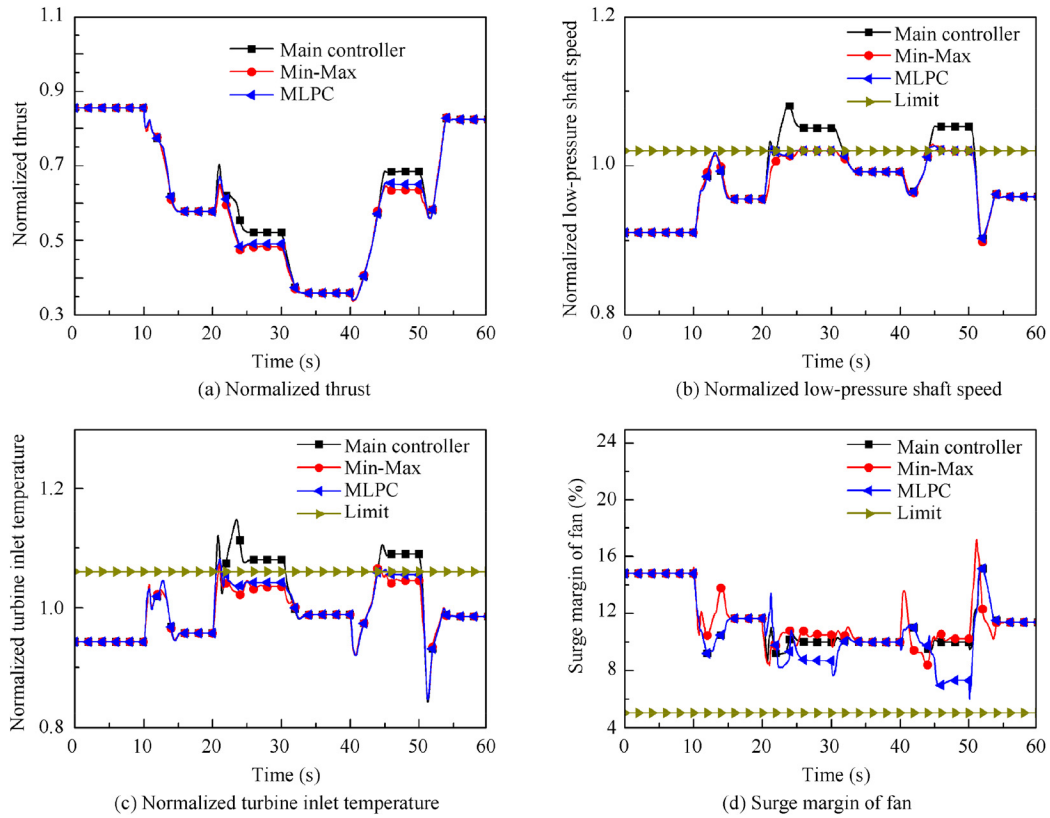 1.1
0.9
0.7
0.5
0.3
Normalized thrust
Main controller
Min-Max
MLPC
0 10 20 30 40 50 60
Time (s)
(a) Normalized thrust
1.2
1.0
0.8
Normalized low-pressure shaft speed
Main controller
Min-Max
MLPC
Limit
0 10 20 30 40 50 60
Time (s)
(b) Normalized low-pressure shaft speed
1.2
1.0
0.8
Normalized turbine inlet temperature
Main controller
Min-Max
MLPC
Limit
0 10 20 30 40 50 60
Time (s)
(c) Normalized turbine inlet temperature
24
20
16
12
8
4
Surge margin of fan (%)
Main controller
Min-Max
MLPC
Limit
0 10 20 30 40 50 60
Time (s)
(d) Surge margin of fan